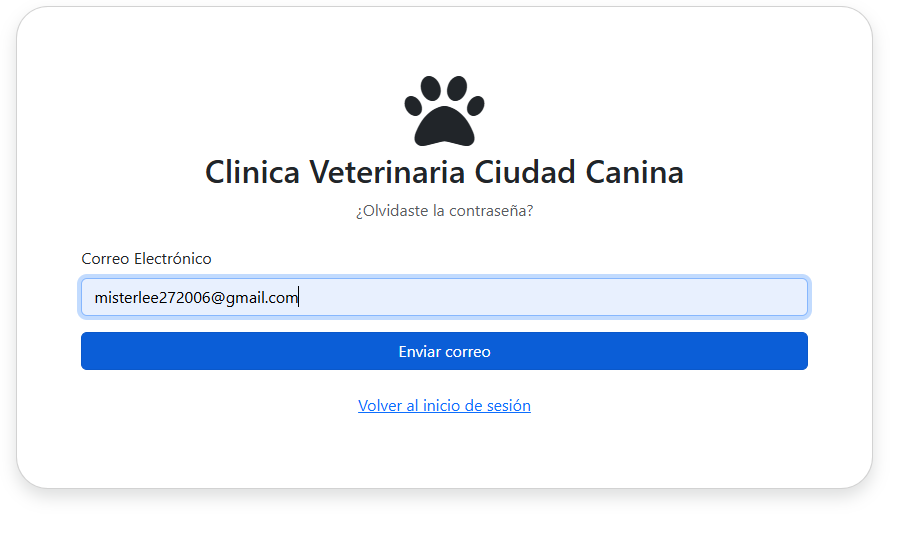 Clinica Veterinaria Ciudad Canina
¿Olvidaste la contraseña?
Correo Electrónico
misterlee272006@gmail.com
Enviar correo
Volver al inicio de sesión